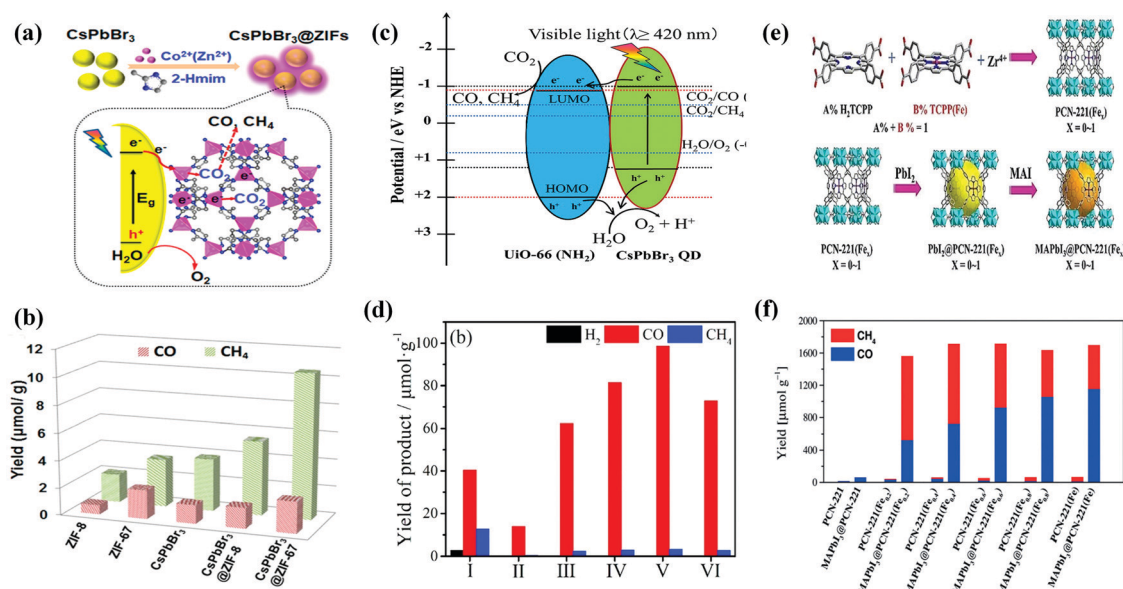 (a)
CsPbBr₃
CsPbBr₃@ZIFs
Co²⁺(Zn²⁺)
2-Hmim
CO, CH₄
e⁻
e⁻
CO₂
e⁻
e⁻
e⁻
CO₂
E_g
h⁺
H₂O
O₂
(b)
12
10
8
6
4
2
0
Yield (μmol/ g)
CO
CH₄
ZIF-8
ZIF-67
CsPbBr₃
CsPbBr₃
@ZIF-8
CsPbBr₃
@ZIF-67
(c)
Visible light(λ≥ 420 nm)
Potential / eV vs NHE
-2
-1
0
+1
+2
+3
CO₂
CO, CH₄
e⁻ e⁻
LUMO
e⁻ e⁻
CO₂/CO (
CO₂/CH₄
H₂O/O₂ (-(
HOMO
h⁺ h⁺
h⁺ h⁺
O₂ + H⁺
H₂O
UiO-66 (NH₂)
CsPbBr₃ QD
(d)
(b)
H₂
CO
CH₄
Yield of product / μmol·g⁻¹
100
80
60
40
20
0
I
II
III
IV
V
VI
(e)
+
+ Zr⁴⁺
A% H₂TCPP
B% TCPP(Fe)
A% + B % = 1
PCN-221(Feₓ)
X = 0~1
PbI₂
MAI
PCN-221(Feₓ)
X = 0~1
PbI₂@PCN-221(Feₓ)
X = 0~1
MAPbI₃@PCN-221(Feₓ)
X = 0~1
(f)
CH₄
CO
Yield [μmol g⁻¹]
2000
1600
1200
800
400
0
PCN-221
MAPbI₃@PCN-221
PCN-221(Fe₀.₂)
MAPbI₃@PCN-221(Fe₀.₂)
PCN-221(Fe₀.₄)
MAPbI₃@PCN-221(Fe₀.₄)
PCN-221(Fe₀.₆)
MAPbI₃@PCN-221(Fe₀.₆)
PCN-221(Fe₀.₈)
MAPbI₃@PCN-221(Fe₀.₈)
PCN-221(Fe)
MAPbI₃@PCN-221(Fe)